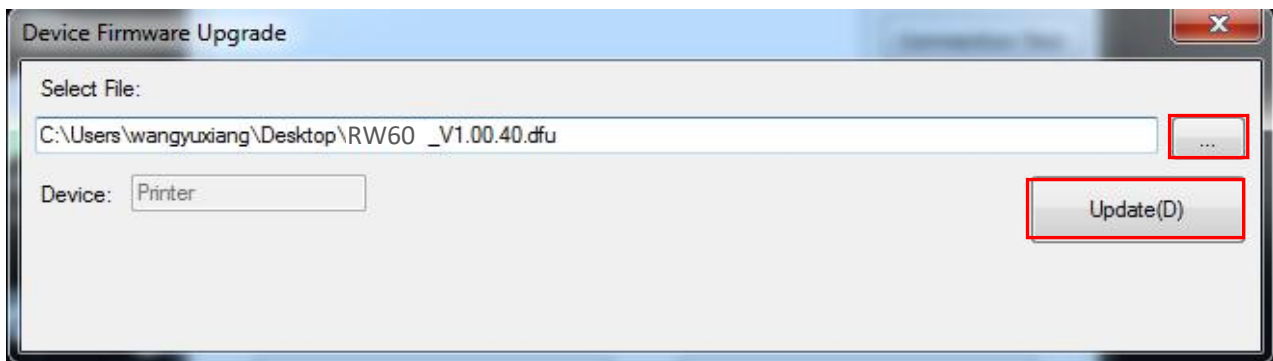 Device Firmware Upgrade
Select File:
C:\Users\wangyuxiang\Desktop\RW60 _V1.00.40.dfu
...
Device: Printer
Update(D)